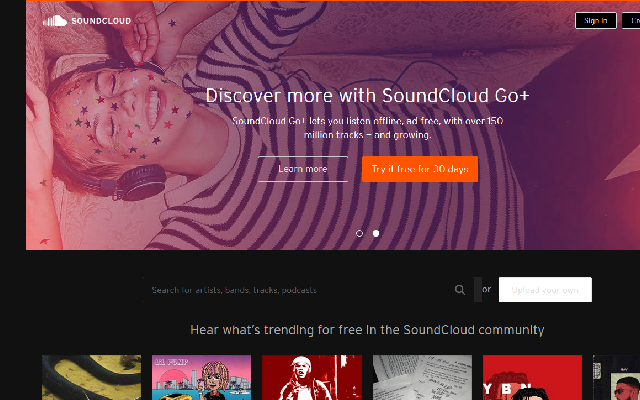 SOUNDCLOUD
Sign in
Cr
Discover more with SoundCloud Go+
SoundCloud Go+ lets you listen offline, ad-free, with over 150
million tracks — and growing.
Learn more
Try it free for 30 days
Search for artists, bands, tracks, podcasts
or
Upload your own
Hear what's trending for free in the SoundCloud community
YBN